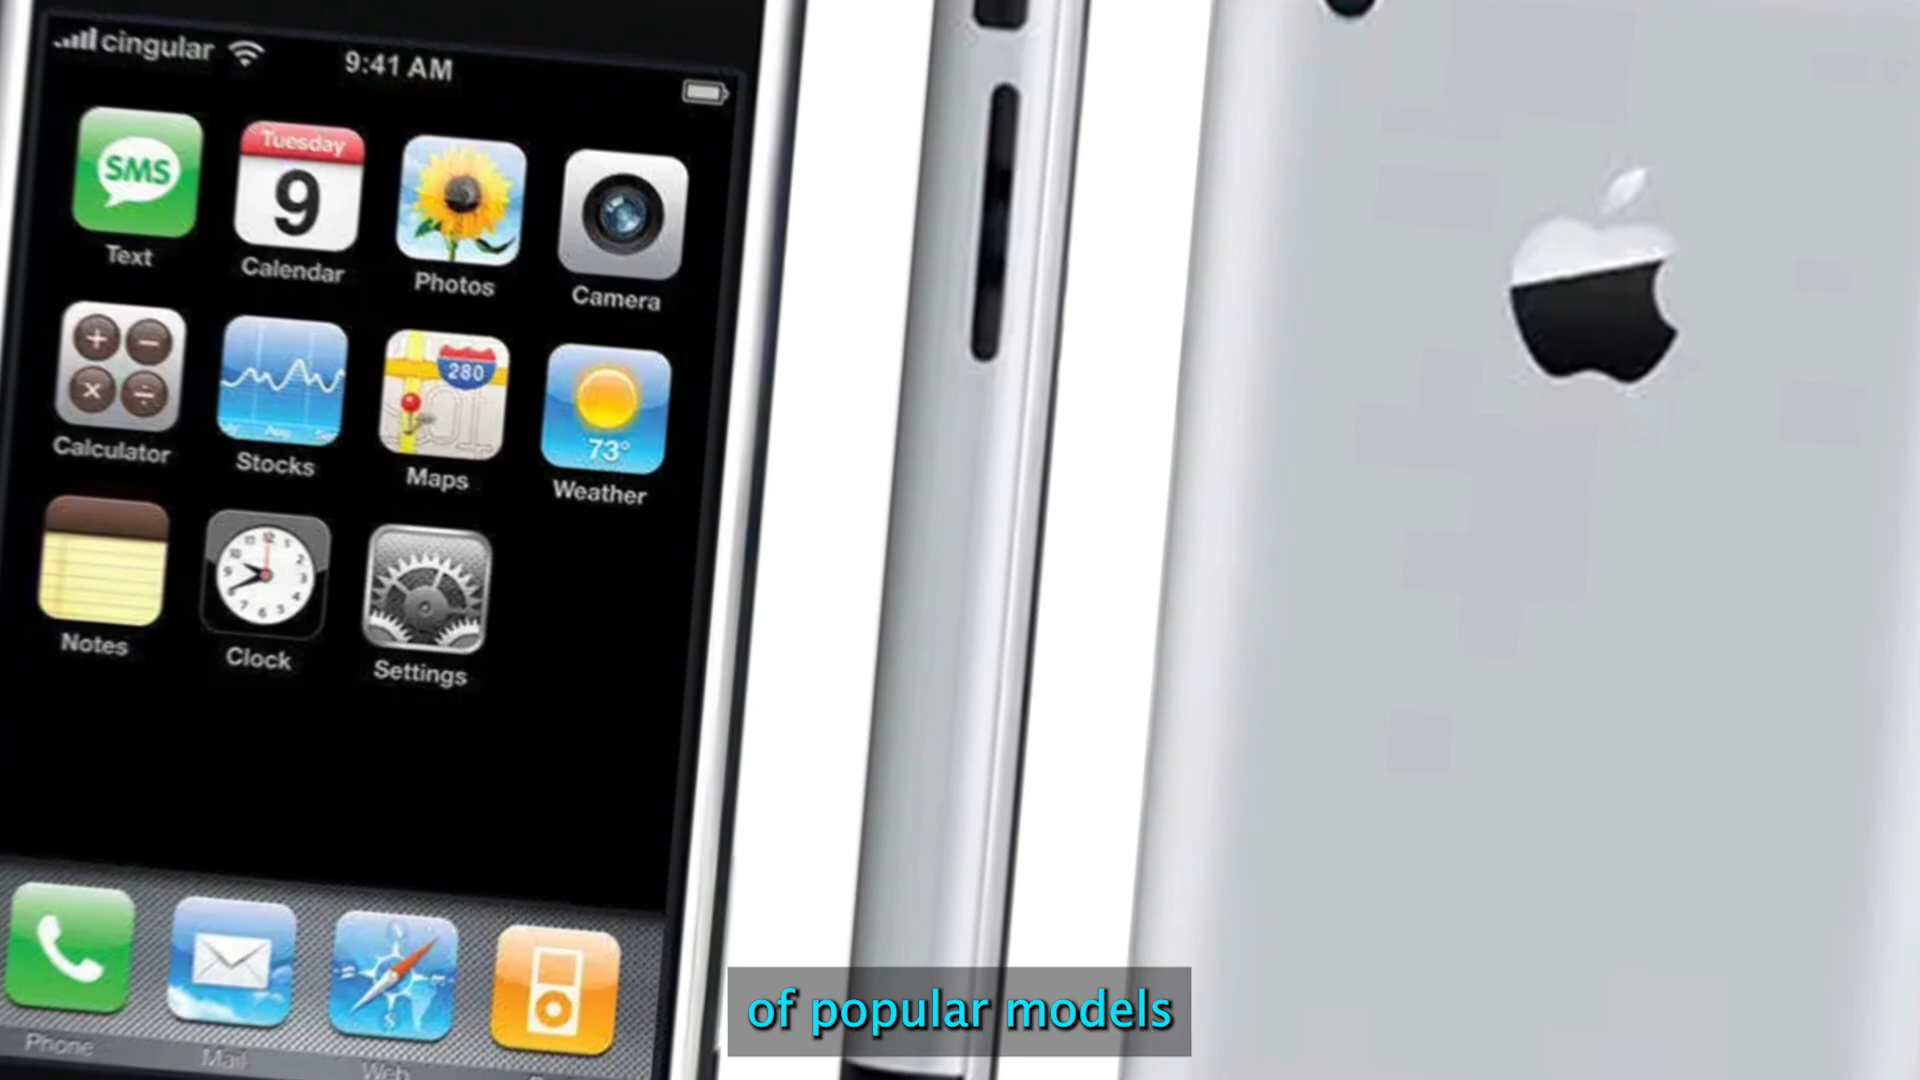 cingular
9:41 AM
SMS
Tuesday
9
Text
Calendar
Photos
Camera
280
73°
Calculator
Stocks
Maps
Weather
Notes
Clock
Settings
Phone
Mail
Web
of popular models